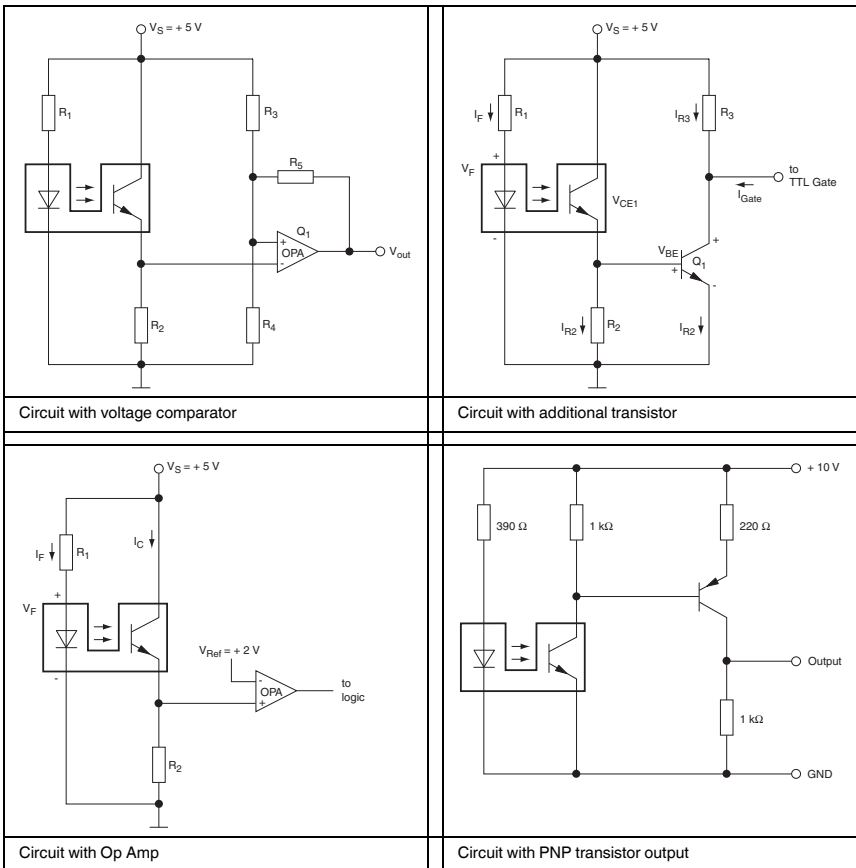 V_S = + 5 V
R1
R3
R5
Q1
+
OPA
-
Vout
R2
R4
Circuit with voltage comparator
VS = + 5 V
IF
R1
IR3
R3
+
VF
VCE1
to
TTL Gate
IGate
VBE
+
Q1
+
-
-
IR2
R2
IR2
Circuit with additional transistor
VS = + 5 V
IF
R1
IC
+
VF
-
VRef = + 2 V
-
OPA
+
to
logic
R2
Circuit with Op Amp
+ 10 V
390 Ω
1 kΩ
220 Ω
Output
1 kΩ
GND
Circuit with PNP transistor output